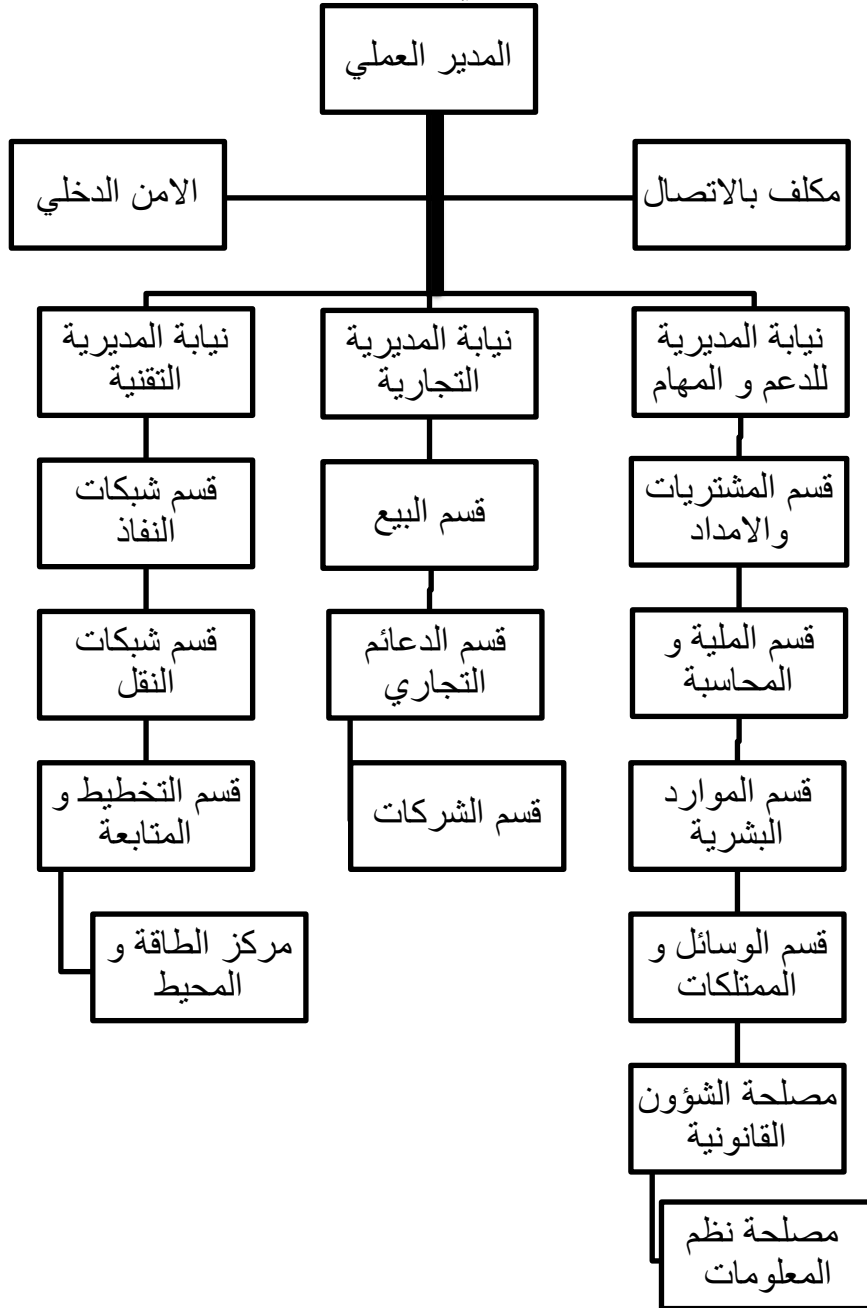 المدير العملي
مكلف بالاتصال
الامن الدخلي
نيابة المديرية
للدعم و المهام
نيابة المديرية
التجارية
نيابة المديرية
التقنية
قسم المشتريات
والامداد
قسم البيع
قسم شبكات
النفاذ
قسم الملية و
المحاسبة
قسم الدعائم
التجاري
قسم شبكات
النقل
قسم الموارد
البشرية
قسم الشركات
قسم التخطيط و
المتابعة
قسم الوسائل و
الممتلكات
مركز الطاقة و
المحيط
مصلحة الشؤون
القانونية
مصلحة نظم
المعلومات